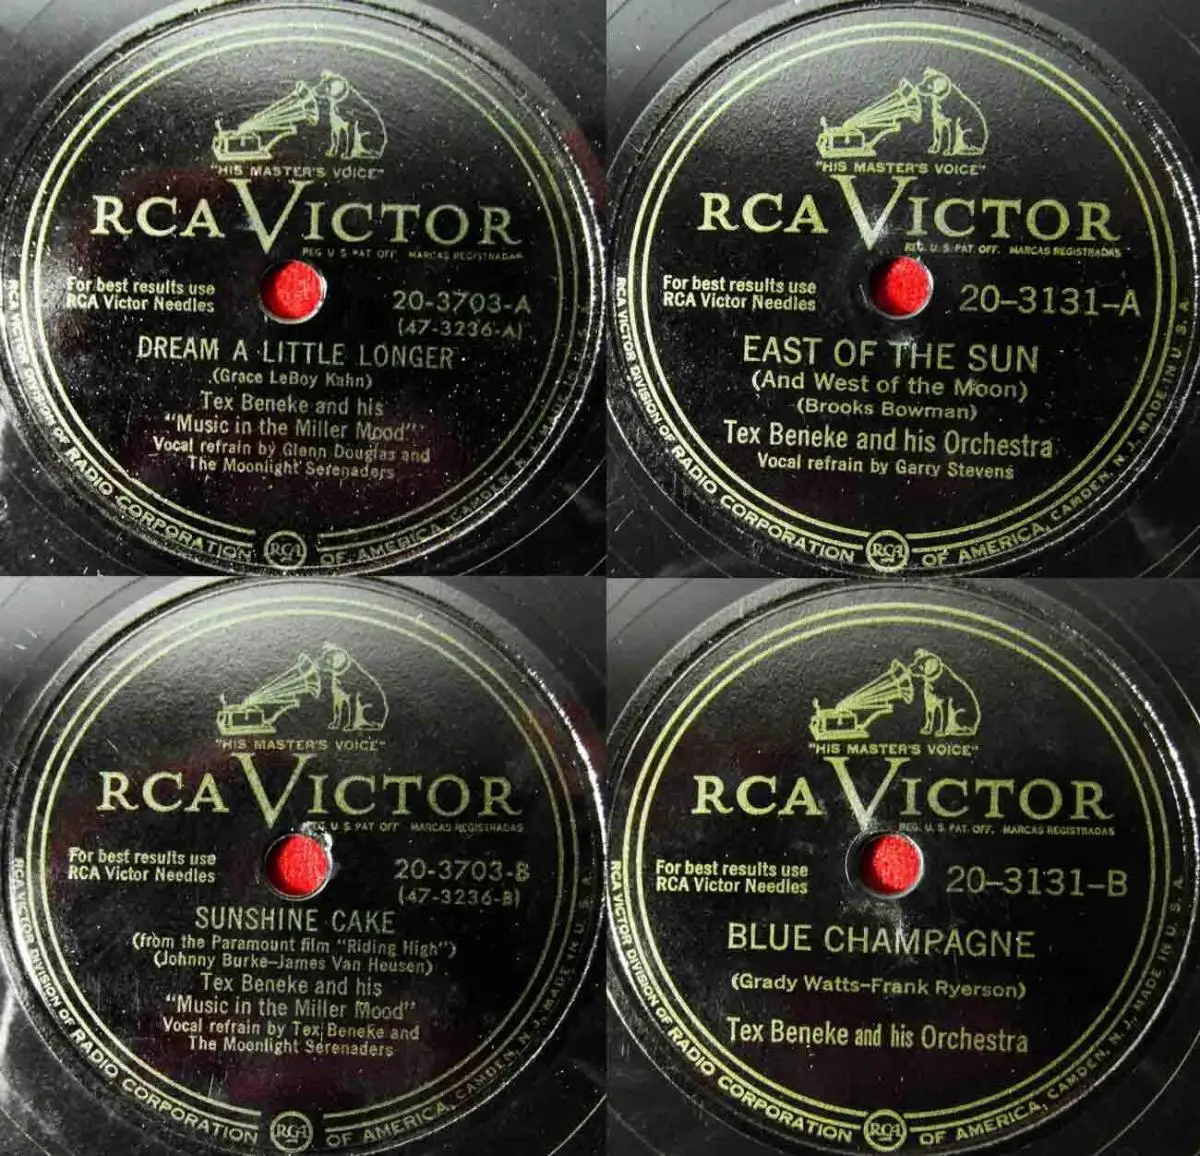 "HIS MASTER'S VOICE"
RCA VICTOR
REG U S PAT OFF. MARCAS REGISTRADAS
For best results use
RCA Victor Needles
20-3703-A
(47-3236-A)
DREAM A LITTLE LONGER
(Grace LeBoy Kahn)
Tex Beneke and his
"Music in the Miller Mood"
Vocal refrain by Glenn Douglas and
The Moonlight Serenaders
RCA VICTOR DIVISION OF RADIO CORPORATION RCA OF AMERICA, CAMDEN, N. J., MADE IN U. S. A.
"HIS MASTER'S VOICE"
RCA VICTOR
REG. U. S. PAT. OFF. MARCAS REGISTRADAS
For best results use
RCA Victor Needles
20-3131-A
EAST OF THE SUN
(And West of the Moon)
(Brooks Bowman)
Tex Beneke and his Orchestra
Vocal refrain by Garry Stevens
RCA VICTOR DIVISION OF RADIO CORPORATION RCA OF AMERICA, CAMDEN, N. J., MADE IN U. S. A.
"HIS MASTER'S VOICE"
RCA VICTOR
REG. U S PAT OFF MARCAS REGISTRADAS
For best results use
RCA Victor Needles
20-3703-B
(47-3236-B)
SUNSHINE CAKE
(from the Paramount film "Riding High")
(Johnny Burke-James Van Heusen)
Tex Beneke and his
"Music in the Miller Mood"
Vocal refrain by Tex Beneke and
The Moonlight Serenaders
RCA VICTOR DIVISION OF RADIO CORPORATION RCA OF AMERICA, CAMDEN, N. J., MADE IN U. S. A.
"HIS MASTER'S VOICE"
RCA VICTOR
REG. U. S. PAT. OFF. MARCAS REGISTRADAS
For best results use
RCA Victor Needles
20-3131-B
BLUE CHAMPAGNE
(Grady Watts-Frank Ryerson)
Tex Beneke and his Orchestra
RCA VICTOR DIVISION OF RADIO CORPORATION RCA OF AMERICA, CAMDEN, N. J., MADE IN U. S. A.